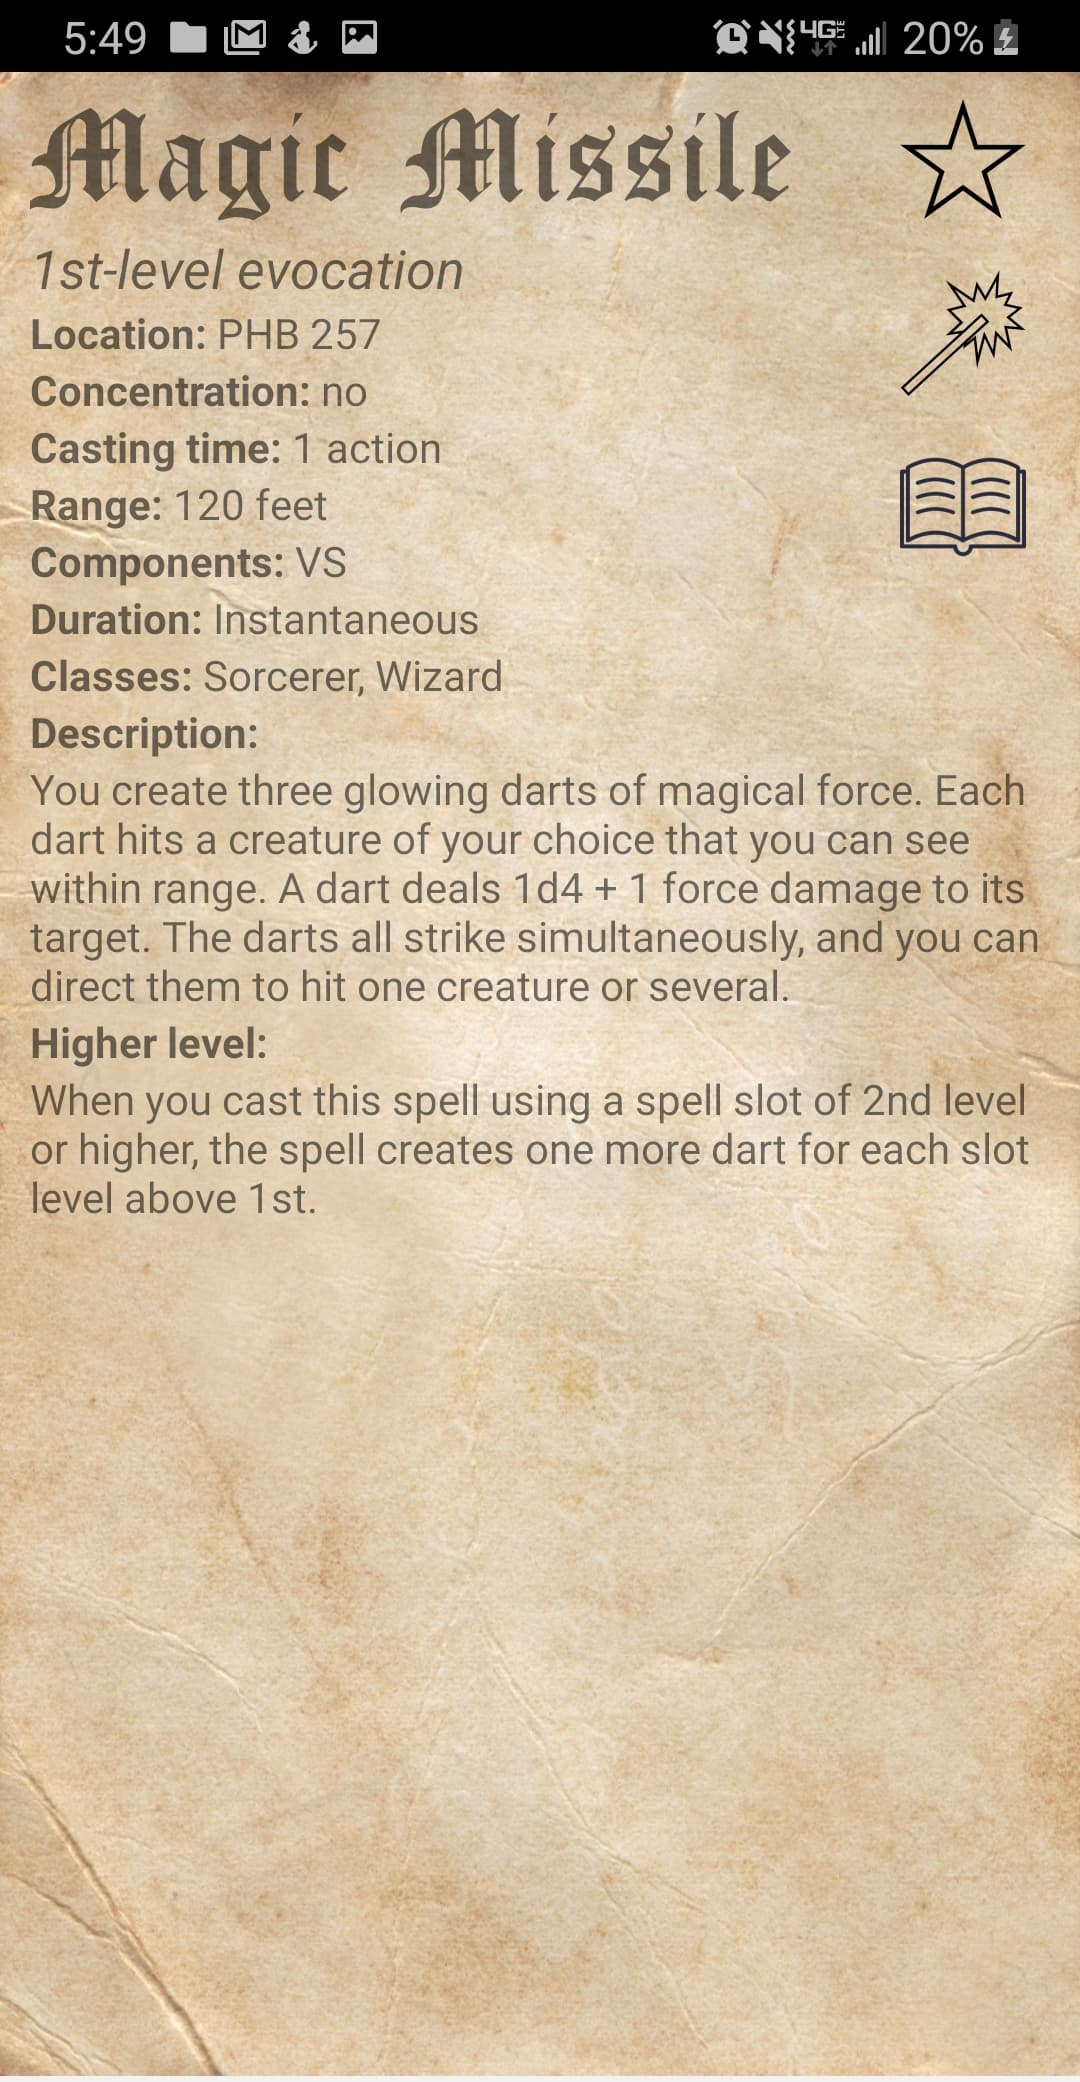 5:49 4G LTE 20%
Magic Missile
1st-level evocation
Location: PHB 257
Concentration: no
Casting time: 1 action
Range: 120 feet
Components: VS
Duration: Instantaneous
Classes: Sorcerer, Wizard
Description:
You create three glowing darts of magical force. Each
dart hits a creature of your choice that you can see
within range. A dart deals 1d4 + 1 force damage to its
target. The darts all strike simultaneously, and you can
direct them to hit one creature or several.
Higher level:
When you cast this spell using a spell slot of 2nd level
or higher, the spell creates one more dart for each slot
level above 1st.